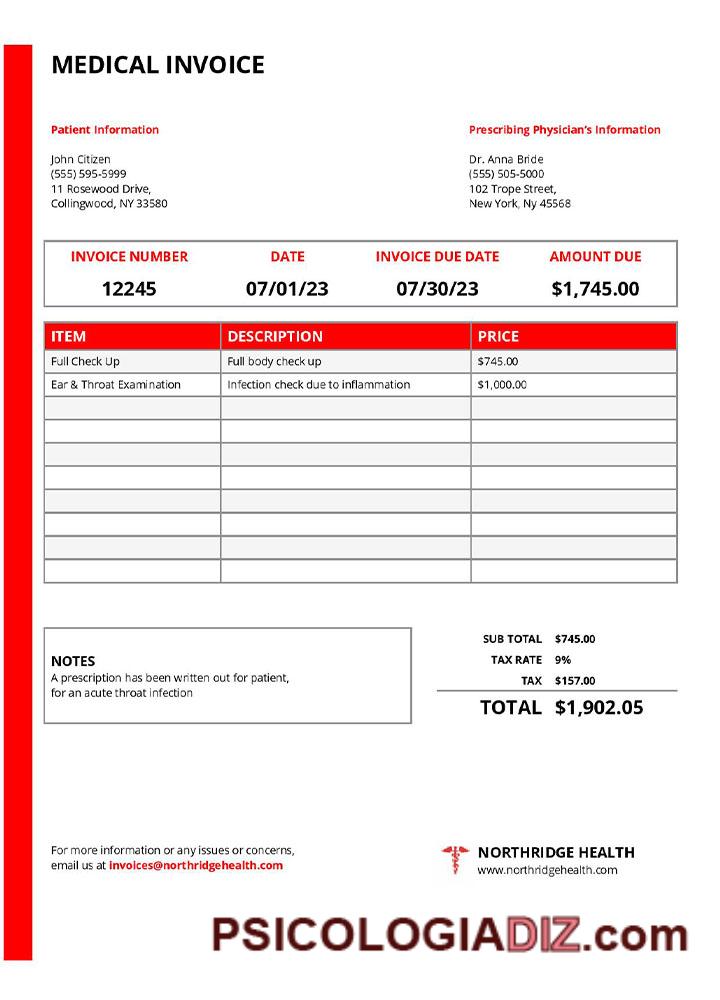 MEDICAL INVOICE
Patient Information
John Citizen
(555) 595-5999
11 Rosewood Drive,
Collingwood, NY 33580
Prescribing Physician's Information
Dr. Anna Bride
(555) 505-5000
102 Trope Street,
New York, Ny 45568
INVOICE NUMBER DATE INVOICE DUE DATE AMOUNT DUE
12245 07/01/23 07/30/23 $1,745.00
ITEM DESCRIPTION PRICE
Full Check Up Full body check up $745.00
Ear & Throat Examination Infection check due to inflammation $1,000.00
NOTES
A prescription has been written out for patient,
for an acute throat infection
SUB TOTAL $745.00
TAX RATE 9%
TAX $157.00
TOTAL $1,902.05
For more information or any issues or concerns,
email us at invoices@northridgehealth.com
NORTHRIDGE HEALTH
www.northridgehealth.com
PSICOLOGIADIZ.com